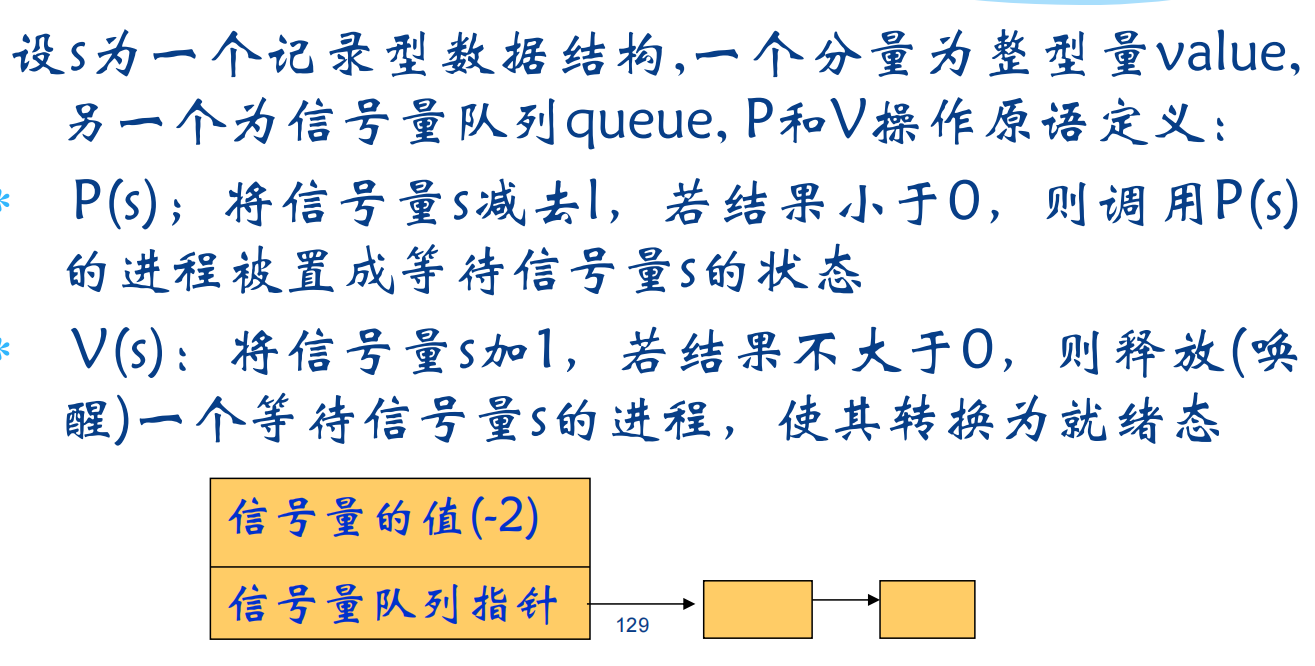 设s为一个记录型数据结构,一个分量为整型量value,
另一个为信号量队列queue, P和V操作原语定义：
* P(s)；将信号量s减去l，若结果小于0，则调用P(s)
的进程被置成等待信号量s的状态
* V(s)：将信号量s加1，若结果不大于0，则释放(唤
醒)一个等待信号量s的进程，使其转换为就绪态
信号量的值(-2)
信号量队列指针
129